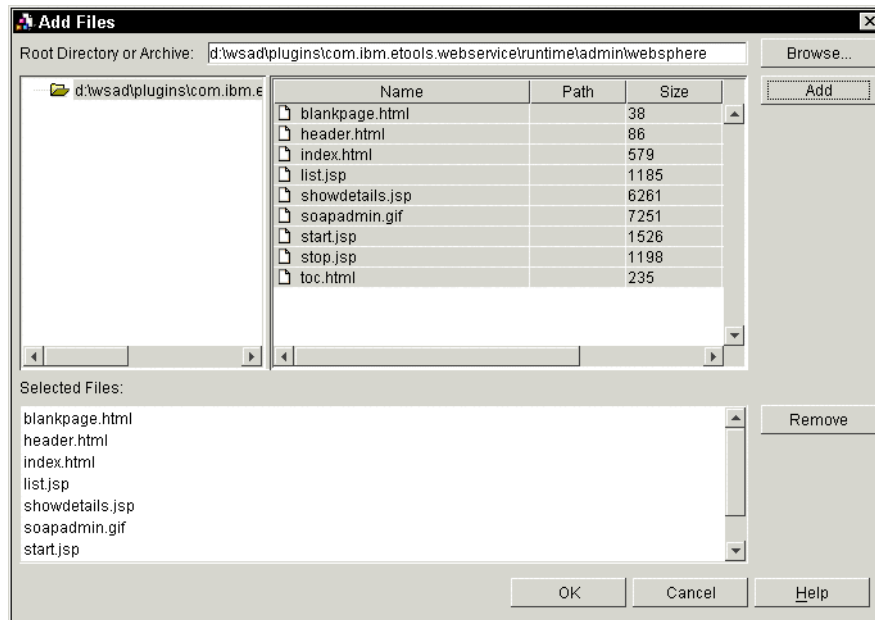 Add Files
Root Directory or Archive: d:\wsad\plugins\com.ibm.etools.webservice\runtime\admin\websphere Browse...
d:\wsad\plugins\com.ibm.e
Name Path Size Add
blankpage.html 38
header.html 86
index.html 579
list.jsp 1185
showdetails.jsp 6261
soapadmin.gif 7251
start.jsp 1526
stop.jsp 1198
toc.html 235
Selected Files:
blankpage.html Remove
header.html
index.html
list.jsp
showdetails.jsp
soapadmin.gif
start.jsp
OK Cancel Help